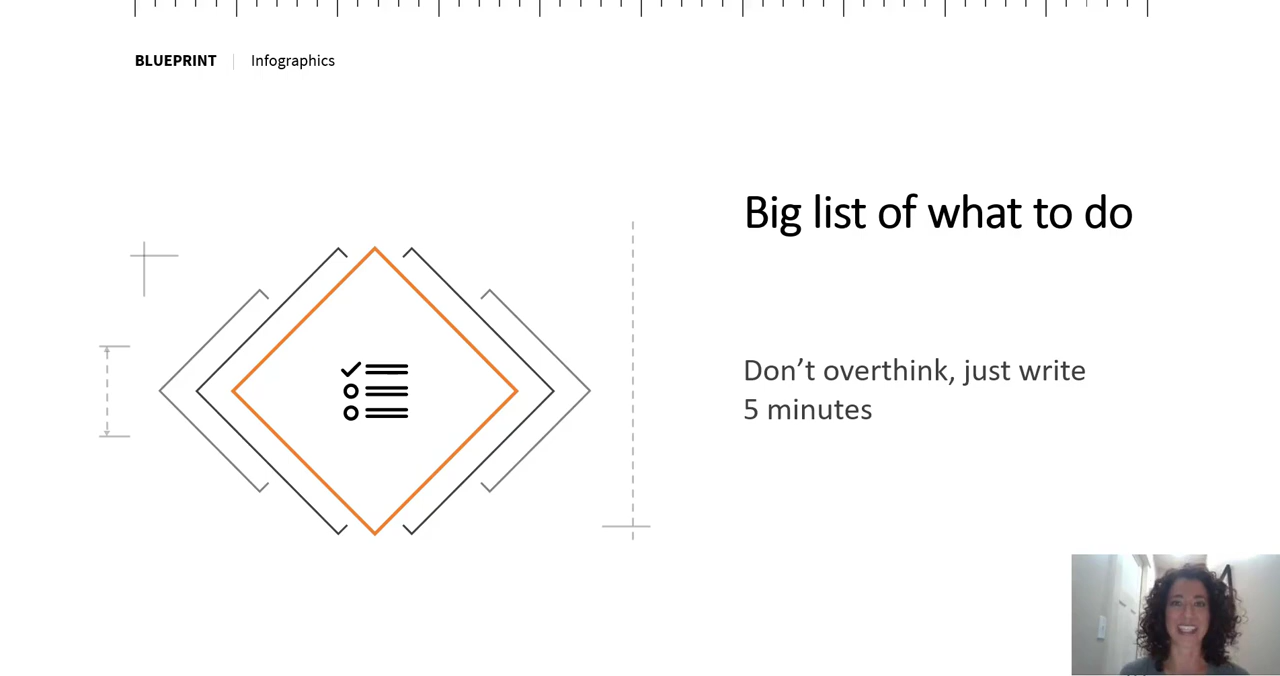 BLUEPRINT Infographics
Big list of what to do
Don’t overthink, just write
5 minutes